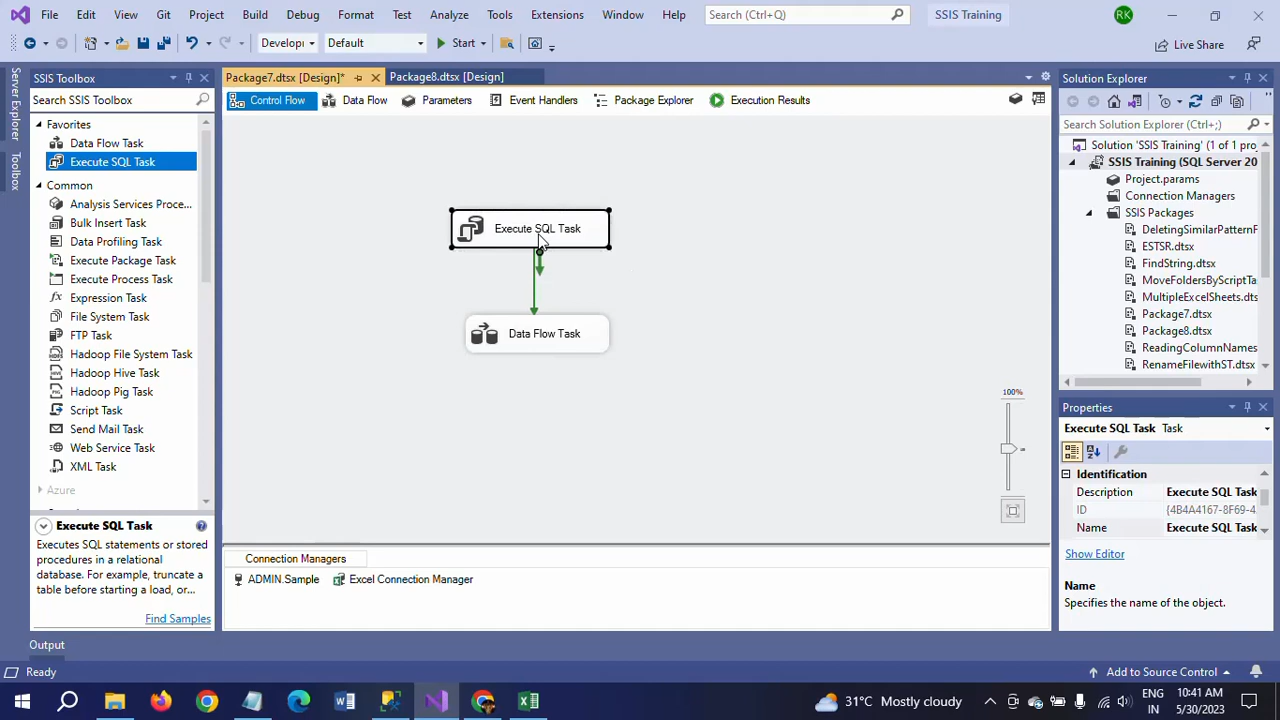 File Edit View Git Project Build Debug Format Test Analyze Tools Extensions Window Help Search (Ctrl+Q) SSIS Training RK
Developi Default Start Live Share
Server Explorer
Toolbox
SSIS Toolbox
Search SSIS Toolbox
Favorites
Data Flow Task
Execute SQL Task
Common
Analysis Services Proce...
Bulk Insert Task
Data Profiling Task
Execute Package Task
Execute Process Task
Expression Task
File System Task
FTP Task
Hadoop File System Task
Hadoop Hive Task
Hadoop Pig Task
Script Task
Send Mail Task
Web Service Task
XML Task
Azure
Execute SQL Task
Executes SQL statements or stored
procedures in a relational
database. For example, truncate a
table before starting a load, or...
Find Samples
Package7.dtsx [Design]* Package8.dtsx [Design]
Control Flow Data Flow Parameters Event Handlers Package Explorer Execution Results
Execute SQL Task
Data Flow Task
100%
Connection Managers
ADMIN.Sample Excel Connection Manager
Solution Explorer
Search Solution Explorer (Ctrl+;)
Solution 'SSIS Training' (1 of 1 proj
SSIS Training (SQL Server 20
Project.params
Connection Managers
SSIS Packages
DeletingSimilarPatternF
ESTSR.dtsx
FindString.dtsx
MoveFoldersByScriptTa
MultipleExcelSheets.dts
Package7.dtsx
Package8.dtsx
ReadingColumnNames
RenameFilewithST.dtsx
Properties
Execute SQL Task Task
Identification
Description Execute SQL Task
ID {4B4A4167-8F69-4
Name Execute SQL Task
Show Editor
Name
Specifies the name of the object.
Output
Ready Add to Source Control
31°C Mostly cloudy ENG IN 10:41 AM 5/30/2023